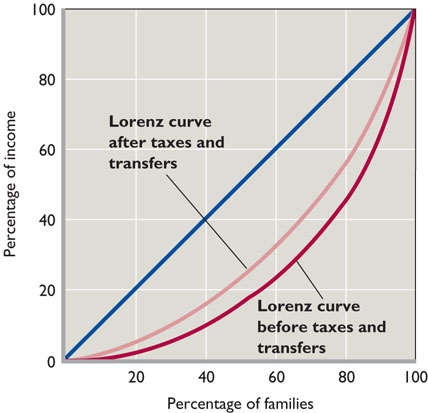 100
80
60
40
20
0
Percentage of income
Lorenz curve
after taxes and
transfers
Lorenz curve
before taxes and
transfers
20
40
60
80
100
Percentage of families